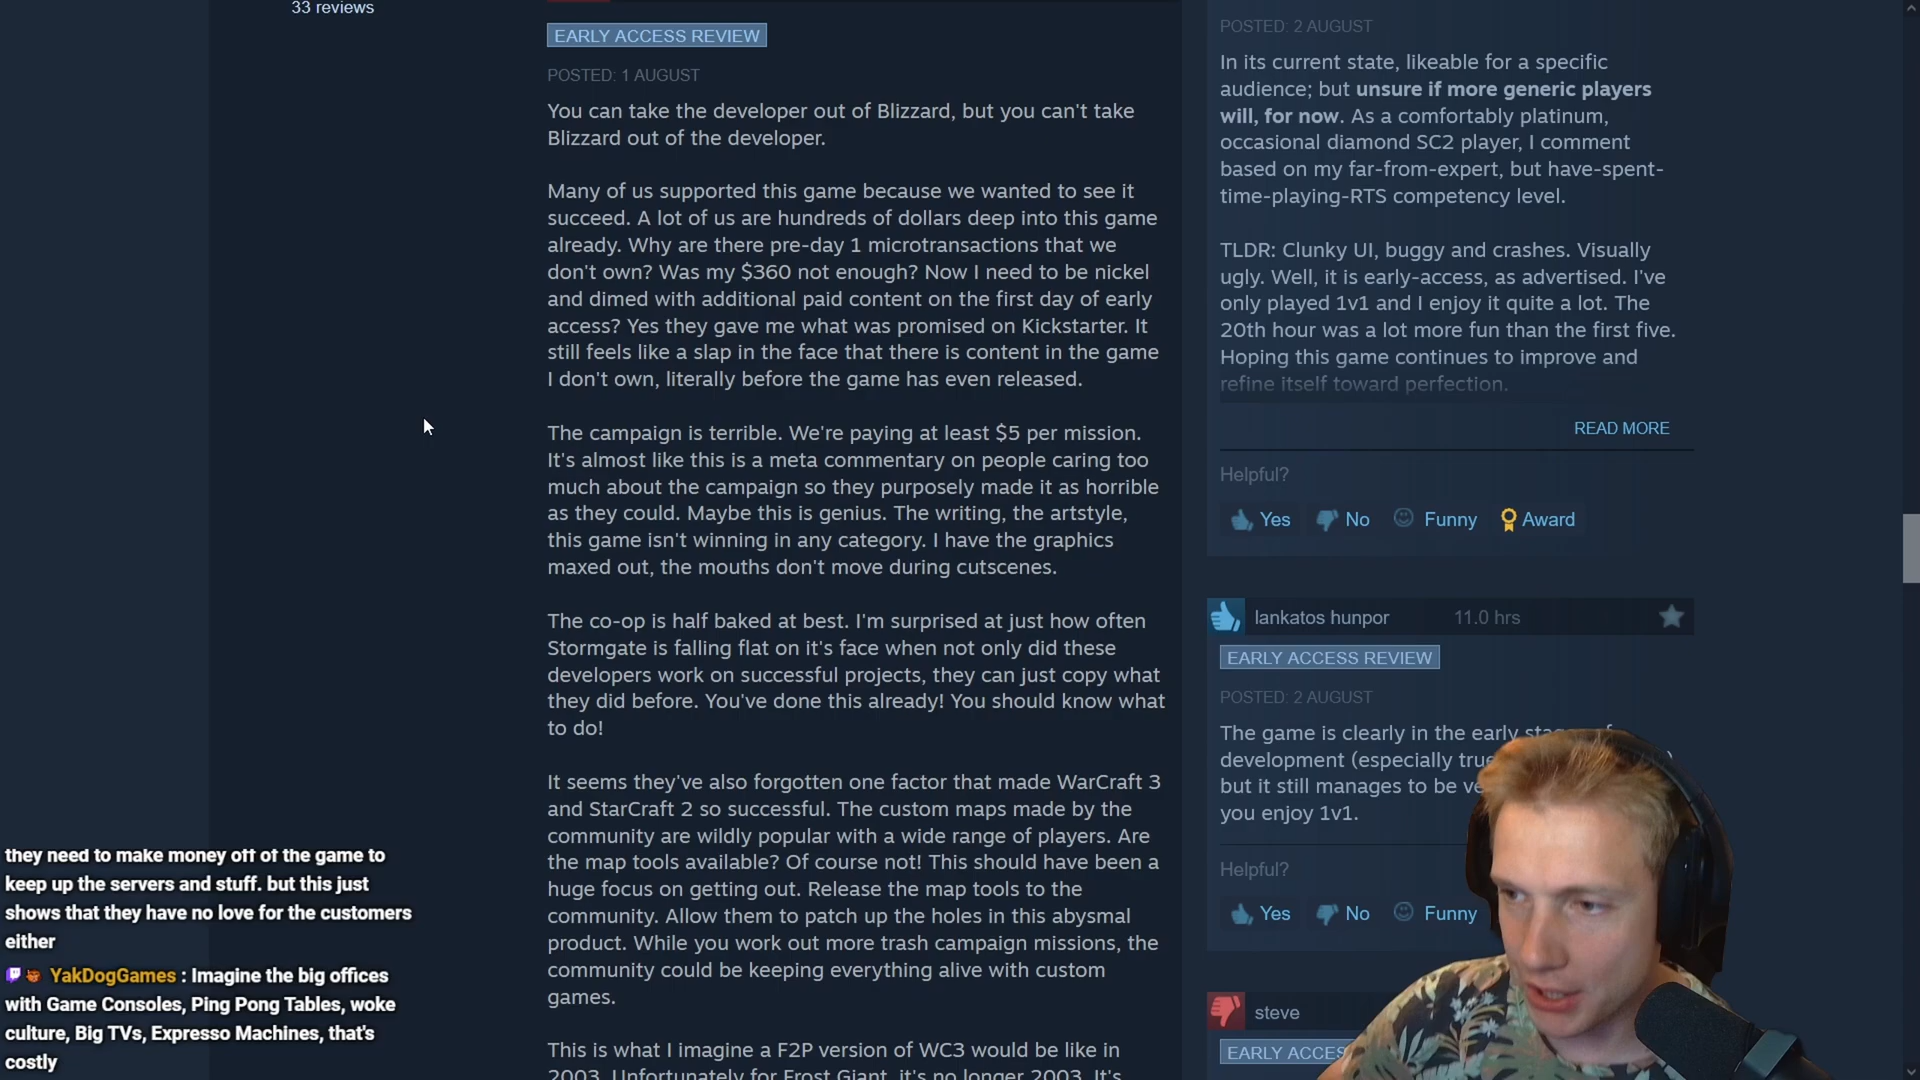 33 reviews
EARLY ACCESS REVIEW
POSTED: 1 AUGUST
You can take the developer out of Blizzard, but you can't take
Blizzard out of the developer.
Many of us supported this game because we wanted to see it
succeed. A lot of us are hundreds of dollars deep into this game
already. Why are there pre-day 1 microtransactions that we
don't own? Was my $360 not enough? Now I need to be nickel
and dimed with additional paid content on the first day of early
access? Yes they gave me what was promised on Kickstarter. It
still feels like a slap in the face that there is content in the game
I don't own, literally before the game has even released.
The campaign is terrible. We're paying at least $5 per mission.
It's almost like this is a meta commentary on people caring too
much about the campaign so they purposely made it as horrible
as they could. Maybe this is genius. The writing, the artstyle,
this game isn't winning in any category. I have the graphics
maxed out, the mouths don't move during cutscenes.
The co-op is half baked at best. I'm surprised at just how often
Stormgate is falling flat on it's face when not only did these
developers work on successful projects, they can just copy what
they did before. You've done this already! You should know what
to do!
It seems they've also forgotten one factor that made WarCraft 3
and StarCraft 2 so successful. The custom maps made by the
community are wildly popular with a wide range of players. Are
the map tools available? Of course not! This should have been a
huge focus on getting out. Release the map tools to the
community. Allow them to patch up the holes in this abysmal
product. While you work out more trash campaign missions, the
community could be keeping everything alive with custom
games.
This is what I imagine a F2P version of WC3 would be like in
2003. Unfortunately for Frost Giant, it's no longer 2003. It's
POSTED: 2 AUGUST
In its current state, likeable for a specific
audience; but unsure if more generic players
will, for now. As a comfortably platinum,
occasional diamond SC2 player, I comment
based on my far-from-expert, but have-spent-
time-playing-RTS competency level.
TLDR: Clunky UI, buggy and crashes. Visually
ugly. Well, it is early-access, as advertised. I've
only played 1v1 and I enjoy it quite a lot. The
20th hour was a lot more fun than the first five.
Hoping this game continues to improve and
refine itself toward perfection.
READ MORE
Helpful?
Yes No Funny Award
lankatos hunpor 11.0 hrs
EARLY ACCESS REVIEW
POSTED: 2 AUGUST
The game is clearly in the early
development (especially true
but it still manages to be
you enjoy 1v1.
Helpful?
Yes No Funny
steve
EARLY ACCES
they need to make money off of the game to
keep up the servers and stuff. but this just
shows that they have no love for the customers
either
YakDogGames : Imagine the big offices
with Game Consoles, Ping Pong Tables, woke
culture, Big TVs, Expresso Machines, that's
costly